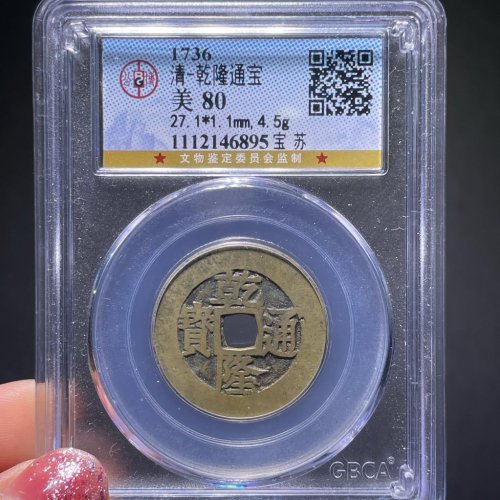 1736
清-乾隆通宝
美 80
27.1*1.1mm, 4.5g
1112146895 宝 苏
★ 文物鉴定委员会监制 ★
乾隆通寳
GBCA®